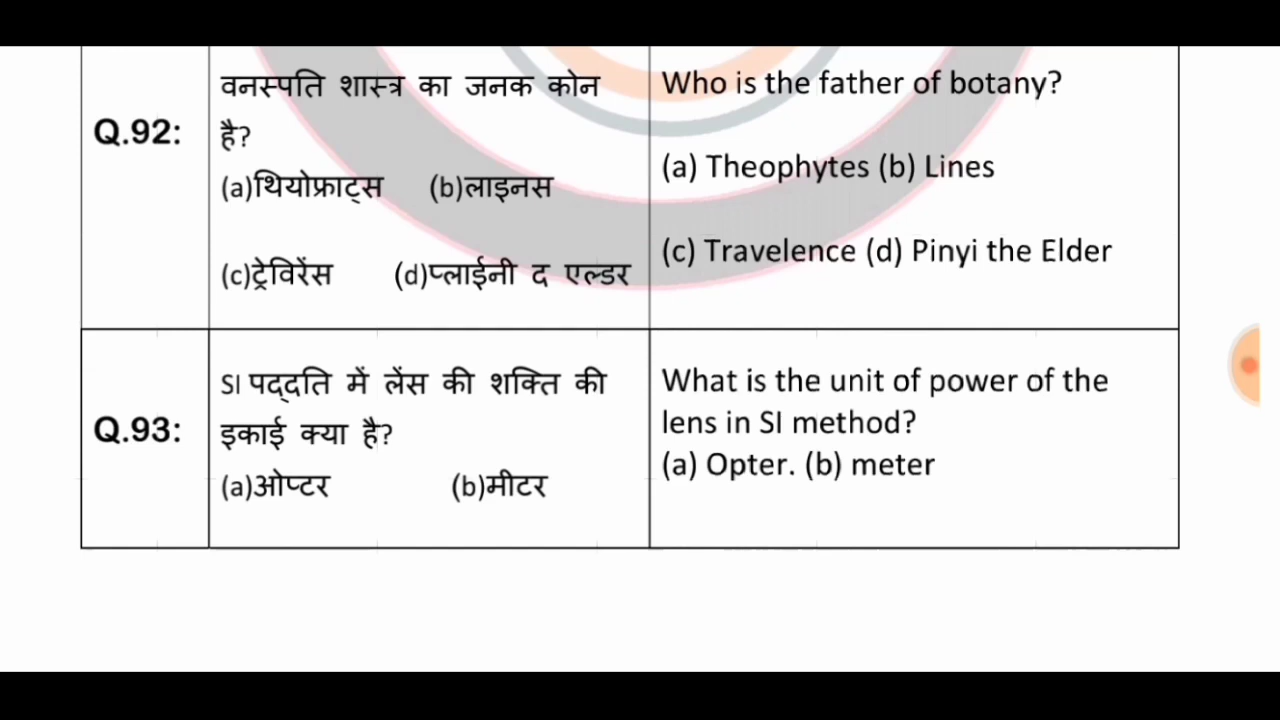 Q.92:
वनस्पति शास्त्र का जनक कोन
है?
(a)थियोफ्राट्स (b)लाइनस
(c)ट्रेविरेंस (d)प्लाईनी द एल्डर
Who is the father of botany?
(a) Theophytes (b) Lines
(c) Travelence (d) Pinyi the Elder
Q.93:
SI पद्दति में लेंस की शक्ति की
इकाई क्या है?
(a)ओप्टर (b)मीटर
What is the unit of power of the
lens in SI method?
(a) Opter. (b) meter